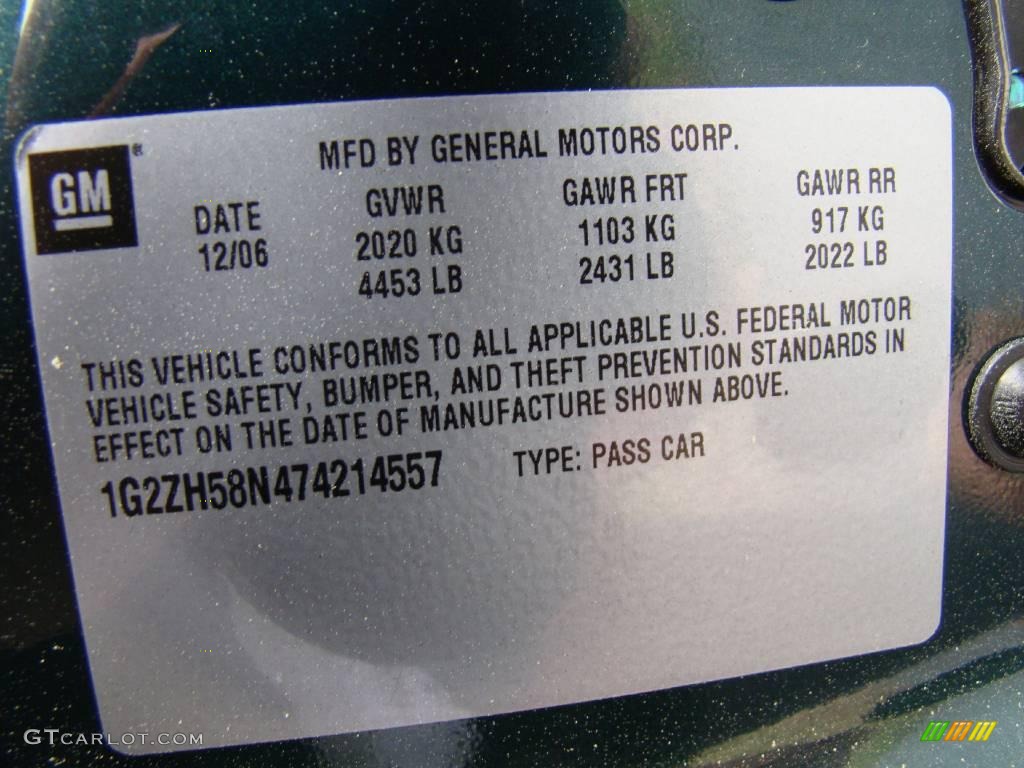 MFD BY GENERAL MOTORS CORP.
GM
DATE GVWR GAWR FRT GAWR RR
12/06 2020 KG 1103 KG 917 KG
4453 LB 2431 LB 2022 LB
THIS VEHICLE CONFORMS TO ALL APPLICABLE U.S. FEDERAL MOTOR
VEHICLE SAFETY, BUMPER, AND THEFT PREVENTION STANDARDS IN
EFFECT ON THE DATE OF MANUFACTURE SHOWN ABOVE.
1G2ZH58N474214557 TYPE: PASS CAR
GTCARLOT.COM